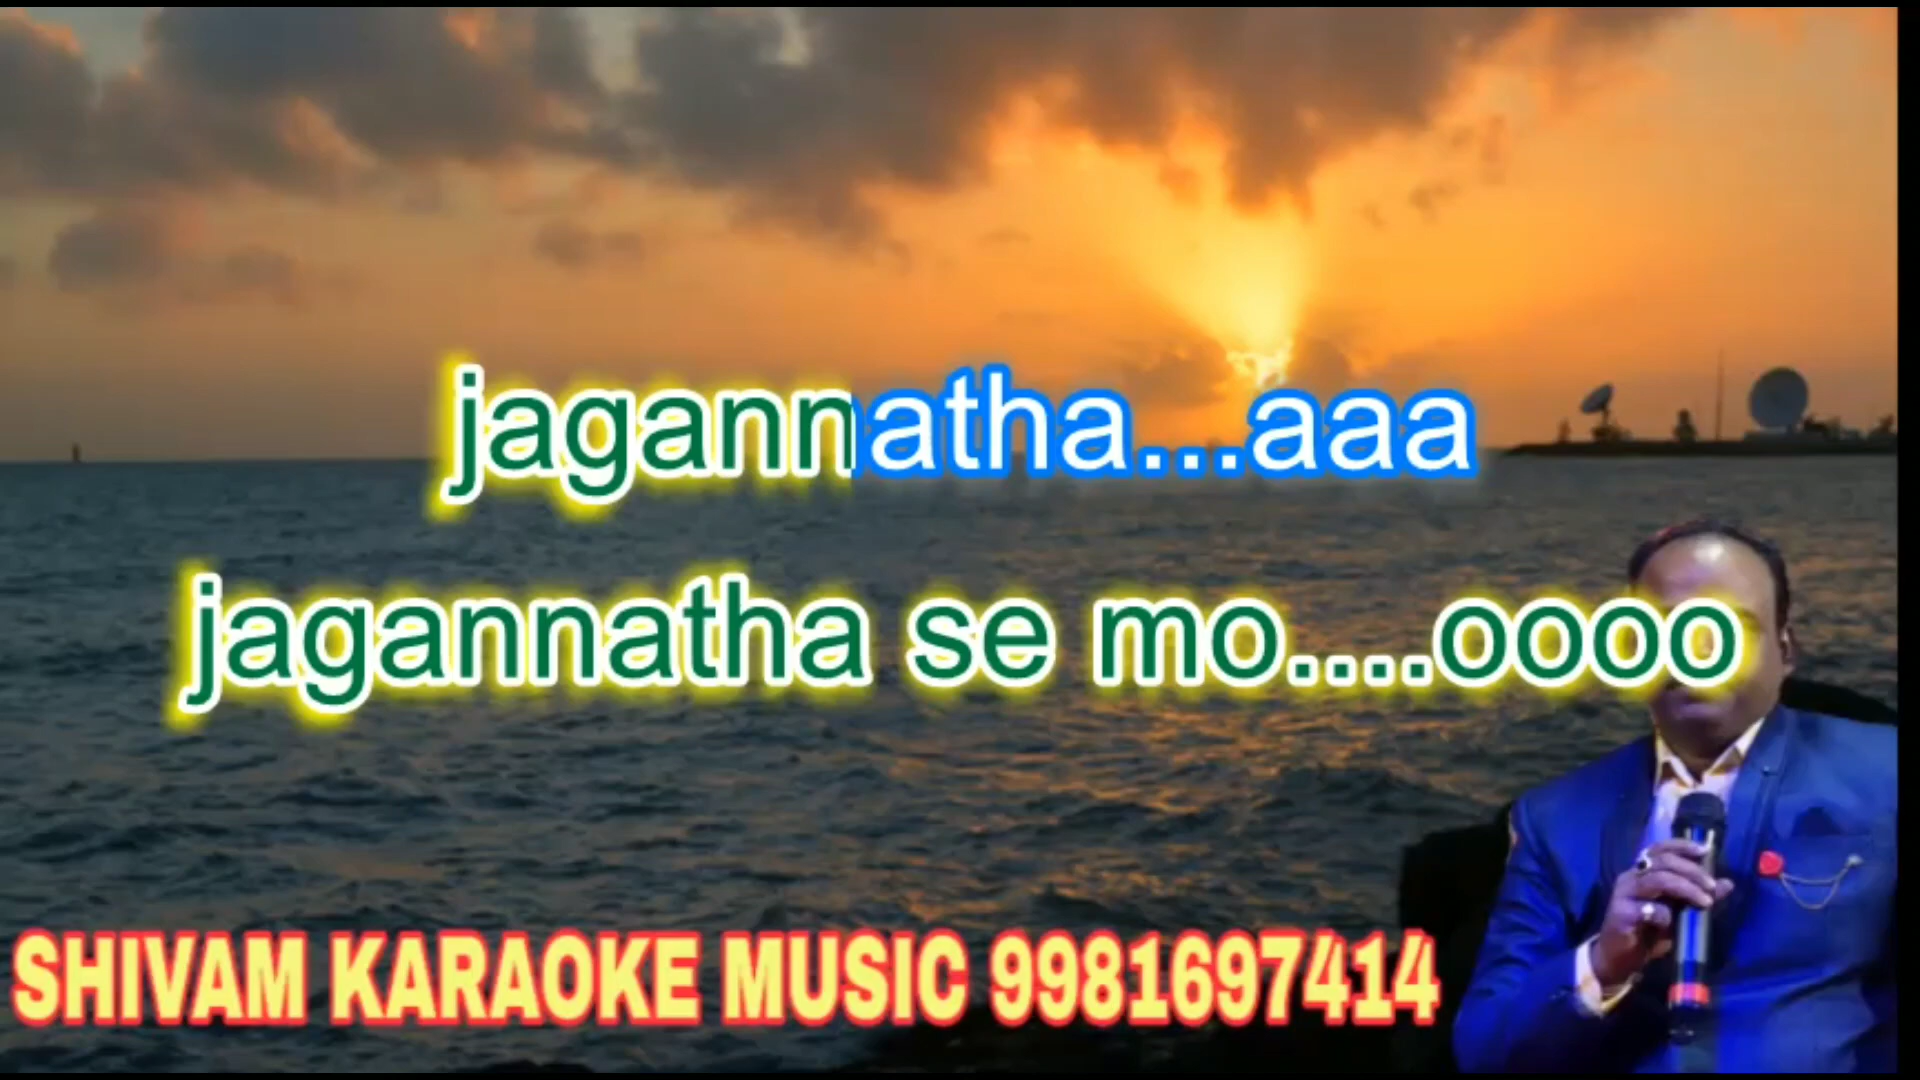 jagannatha...aaa
jagannatha se mo....oooo
SHIVAM KARAOKE MUSIC 9981697414